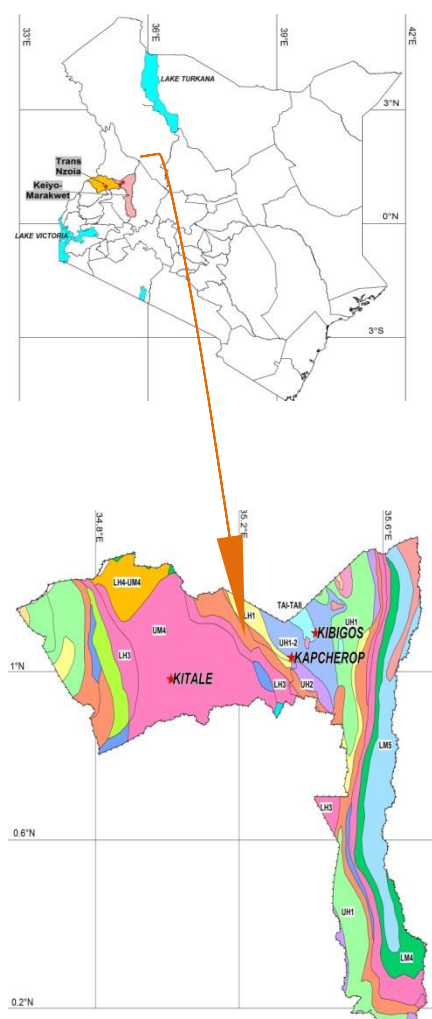 33°E
36°E
39°E
42°E
LAKE TURKANA
3°N
Trans
Nzoia
Keiyo-
Marakwet
0°N
LAKE VICTORIA
3°S
34.8°E
35.2°E
35.6°E
LH4-UM4
TAI-TAII
LH1
KIBIGOS
UH1
UM4
UH1-2
LH3
KAPCHEROP
1°N
KITALE
LH3
UH2
LM5
LH3
0.6°N
UH1
LM4
0.2°N